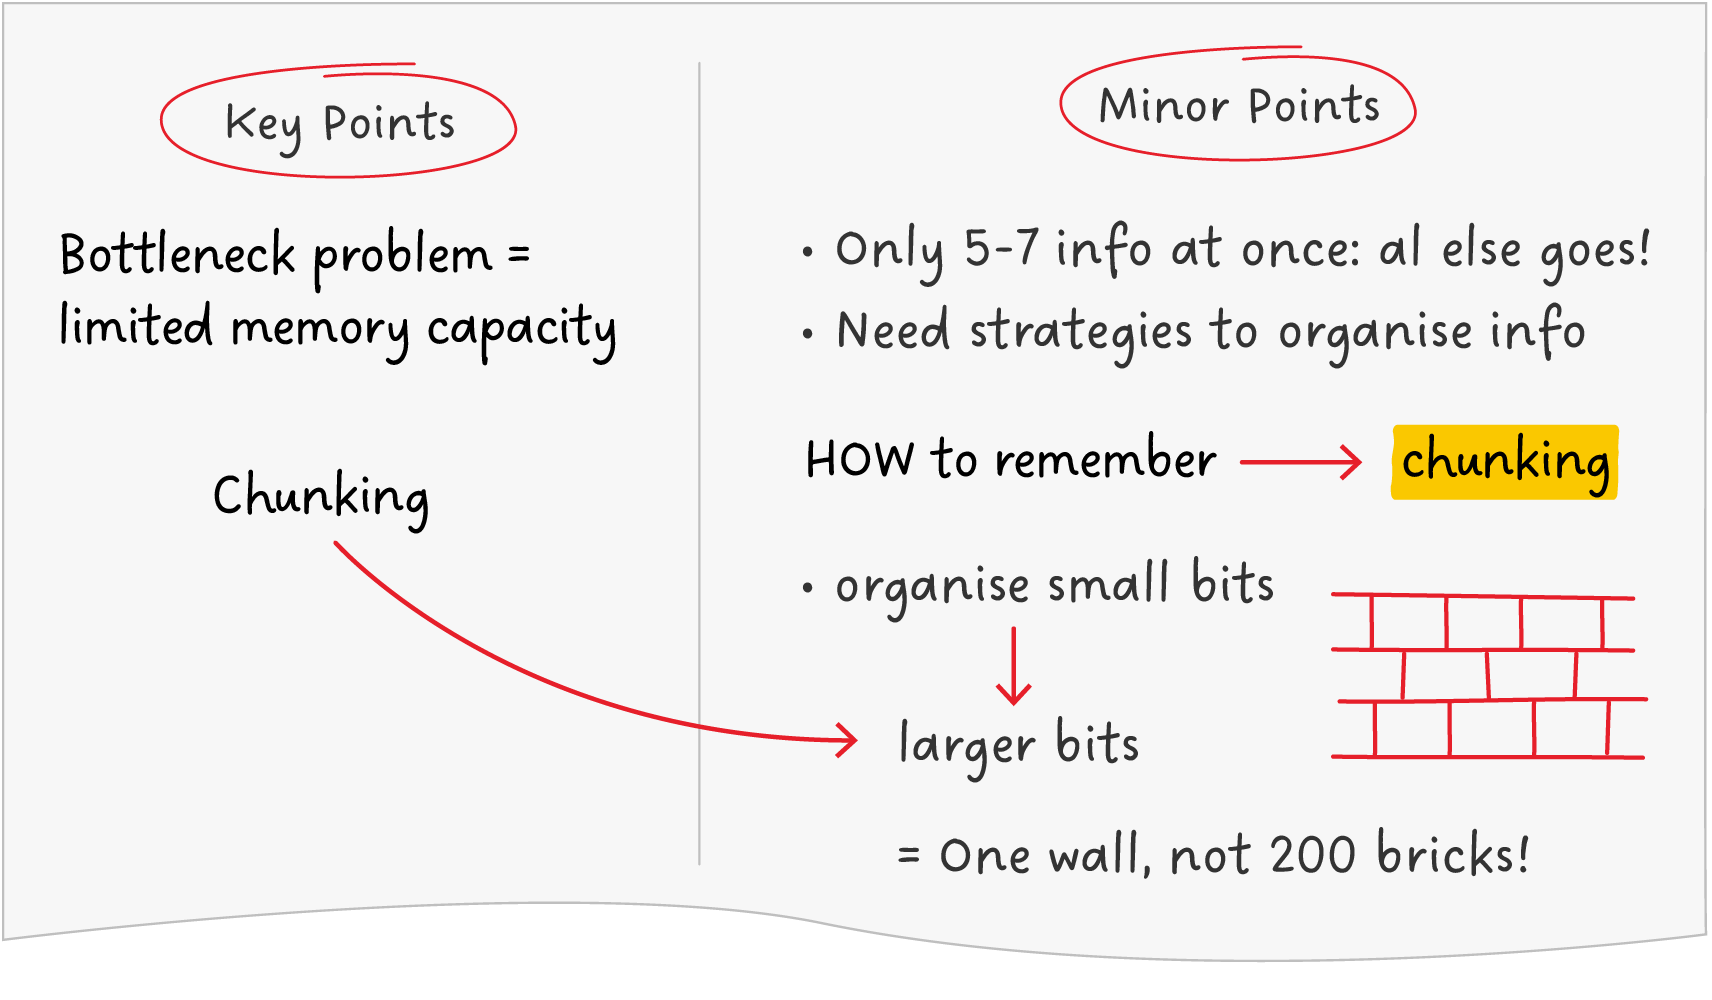 Key Points
Bottleneck problem =
limited memory capacity
Chunking
Minor Points
• Only 5-7 info at once: al else goes!
• Need strategies to organise info
HOW to remember → chunking
• organise small bits
larger bits
= One wall, not 200 bricks!